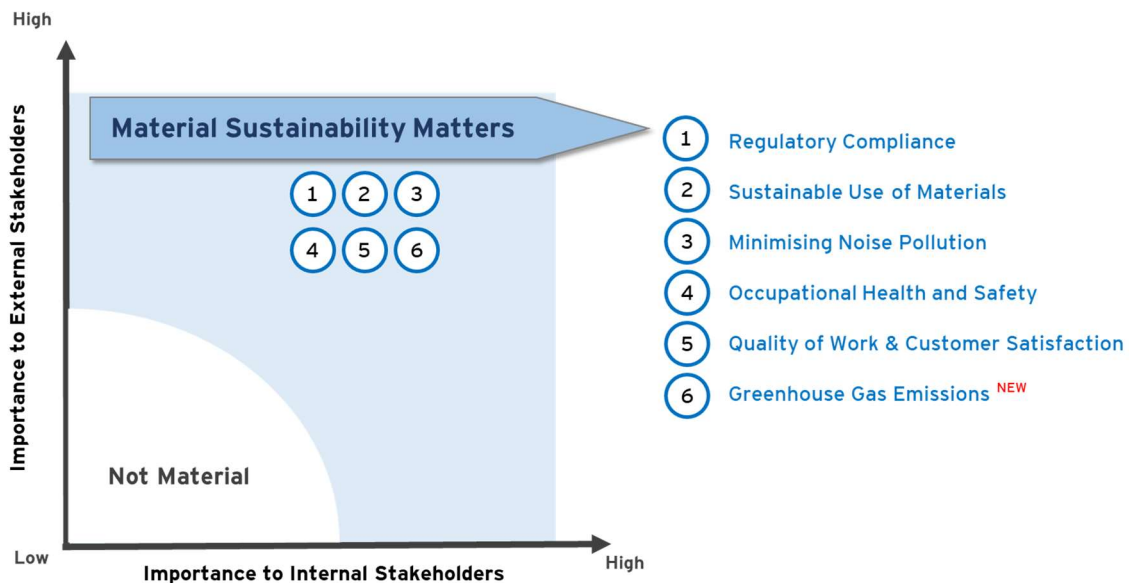 High
Importance to External Stakeholders
Material Sustainability Matters
1 2 3
4 5 6
Not Material
Low
High
Importance to Internal Stakeholders
1 Regulatory Compliance
2 Sustainable Use of Materials
3 Minimising Noise Pollution
4 Occupational Health and Safety
5 Quality of Work & Customer Satisfaction
6 Greenhouse Gas Emissions NEW